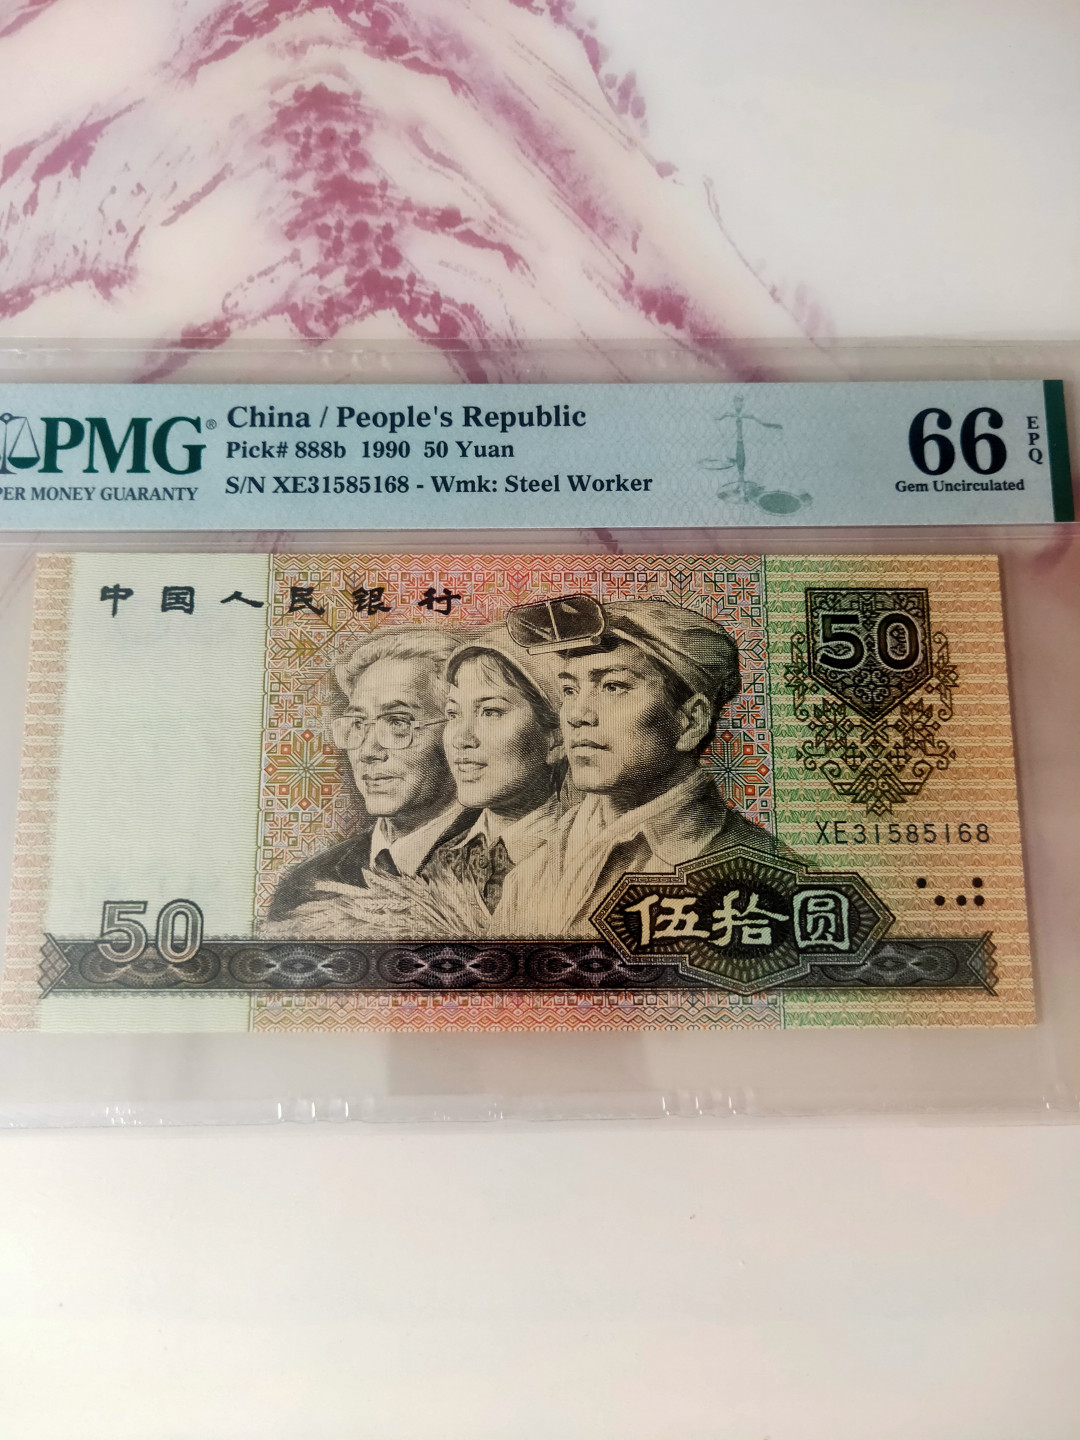 PMG®
PER MONEY GUARANTY
China / People's Republic
Pick# 888b 1990 50 Yuan
S/N XE31585168 - Wmk: Steel Worker
66
EPQ
Gem Uncirculated
中国人民银行
50
XE31585168
50
伍拾圆